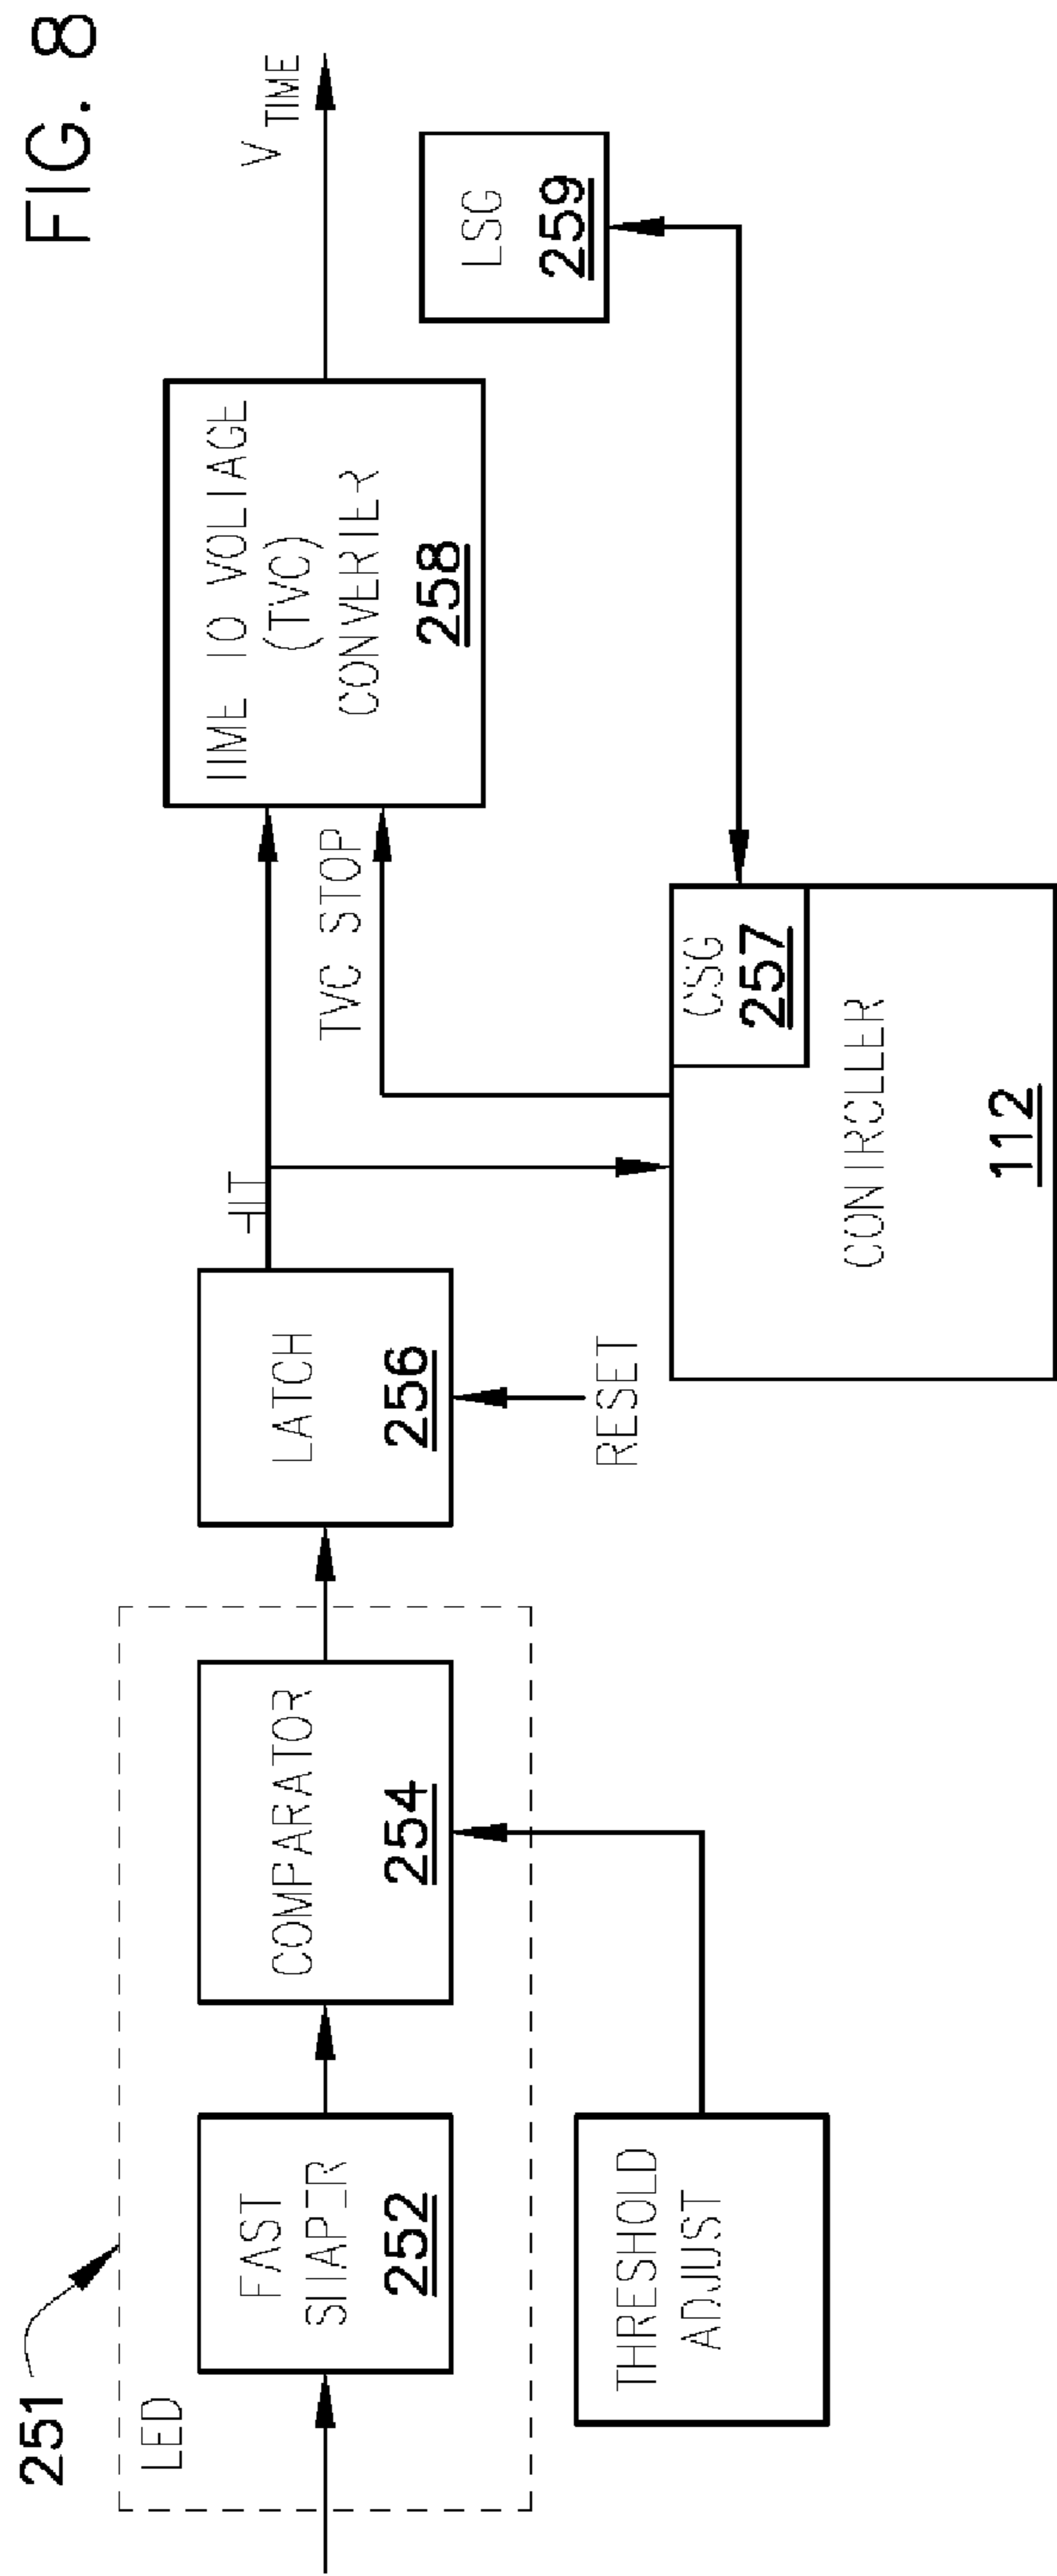 FIG. 8
251
LED
FAST
SHAPER
252
COMPARATOR
254
LATCH
256
RESET
HIT
TVC STOP
TIME TO VOLTAGE
(TVC)
CONVERTER
258
V TIME
THRESHOLD
ADJUST
CONTROLLER
112
CSG
257
LSG
259